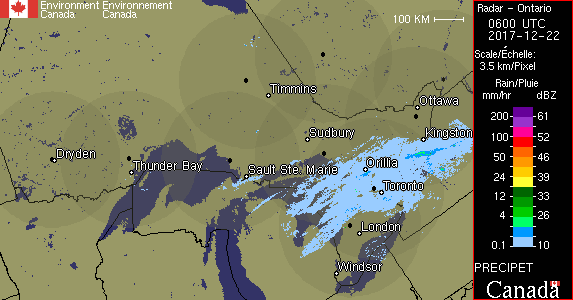 Environment Environnement
Canada Canada
100 KM
Timmins
Ottawa
Sudbury
Kingston
Dryden
Thunder Bay
Sault Ste. Marie
Orillia
Toronto
London
Windsor
Radar - Ontario
0600 UTC
2017-12-22
Scale/Échelle:
3.5 km/Pixel
Rain/Pluie
mm/hr dBZ
200 61
100 52
50 46
24 39
12 33
4 26
0.1 10
PRECIPET
Canada